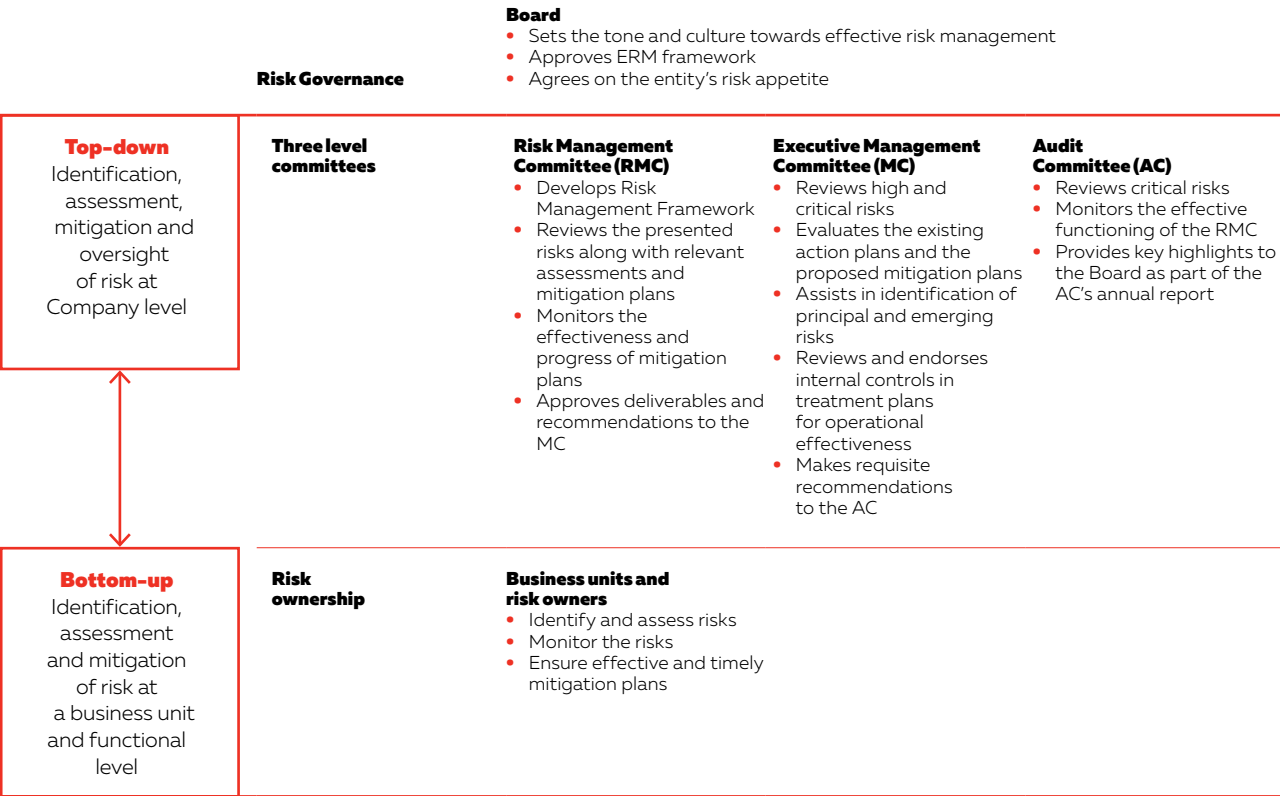 Board
• Sets the tone and culture towards effective risk management
• Approves ERM framework
• Agrees on the entity's risk appetite
Risk Governance
Top-down
Identification,
assessment,
mitigation and
oversight
of risk at
Company level
Three level
committees
Risk Management
Committee (RMC)
• Develops Risk
Management Framework
• Reviews the presented
risks along with relevant
assessments and
mitigation plans
• Monitors the
effectiveness and
progress of mitigation
plans
• Approves deliverables and
recommendations to the
MC
Executive Management
Committee (MC)
• Reviews high and
critical risks
• Evaluates the existing
action plans and the
proposed mitigation plans
• Assists in identification of
principal and emerging
risks
• Reviews and endorses
internal controls in
treatment plans
for operational
effectiveness
• Makes requisite
recommendations
to the AC
Audit
Committee (AC)
• Reviews critical risks
• Monitors the effective
functioning of the RMC
• Provides key highlights to
the Board as part of the
AC's annual report
Bottom-up
Identification,
assessment
and mitigation
of risk at
a business unit
and functional
level
Risk
ownership
Business units and
risk owners
• Identify and assess risks
• Monitor the risks
• Ensure effective and timely
mitigation plans